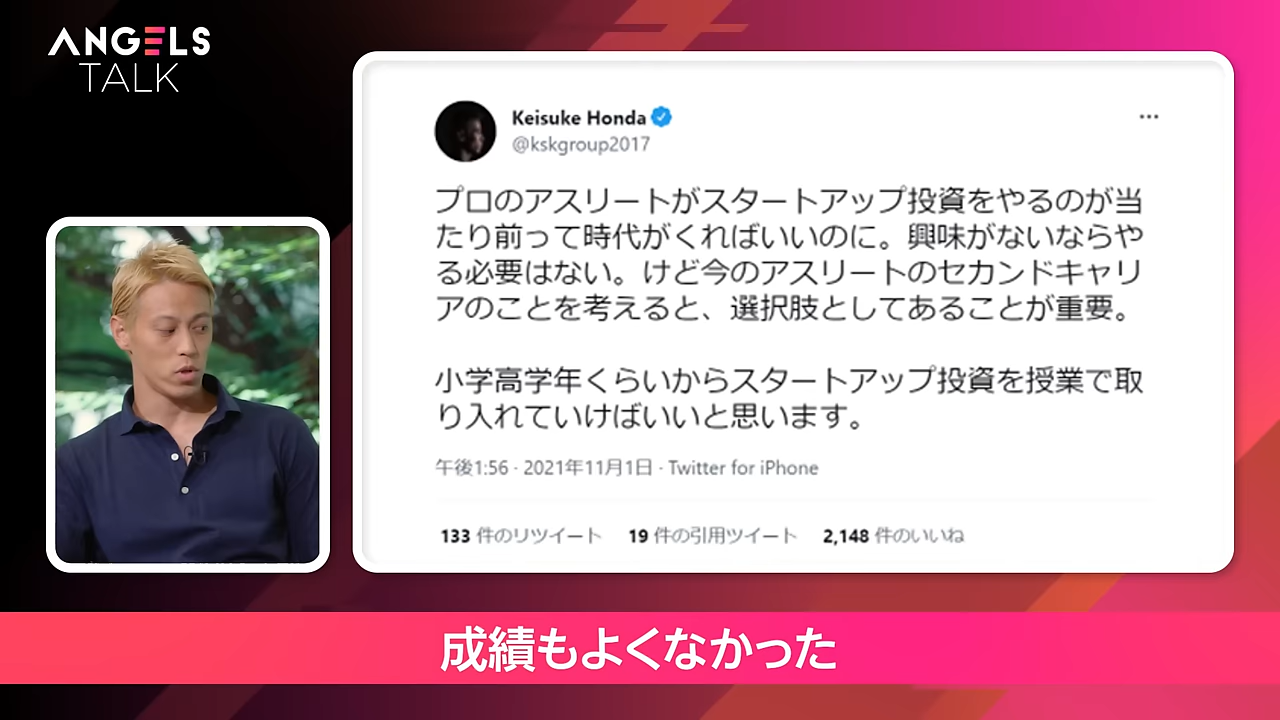 ANGELS
TALK
Keisuke Honda
@kskgroup2017
プロのアスリートがスタートアップ投資をやるのが当
たり前って時代がくればいいのに。興味がないならや
る必要はない。けど今のアスリートのセカンドキャリ
アのことを考えると、選択肢としてあることが重要。
小学高学年くらいからスタートアップ投資を授業で取
り入れていけばいいと思います。
午後1:56 · 2021年11月1日 · Twitter for iPhone
133 件のリツイート 19 件の引用ツイート 2,148 件のいいね
成績もよくなかった